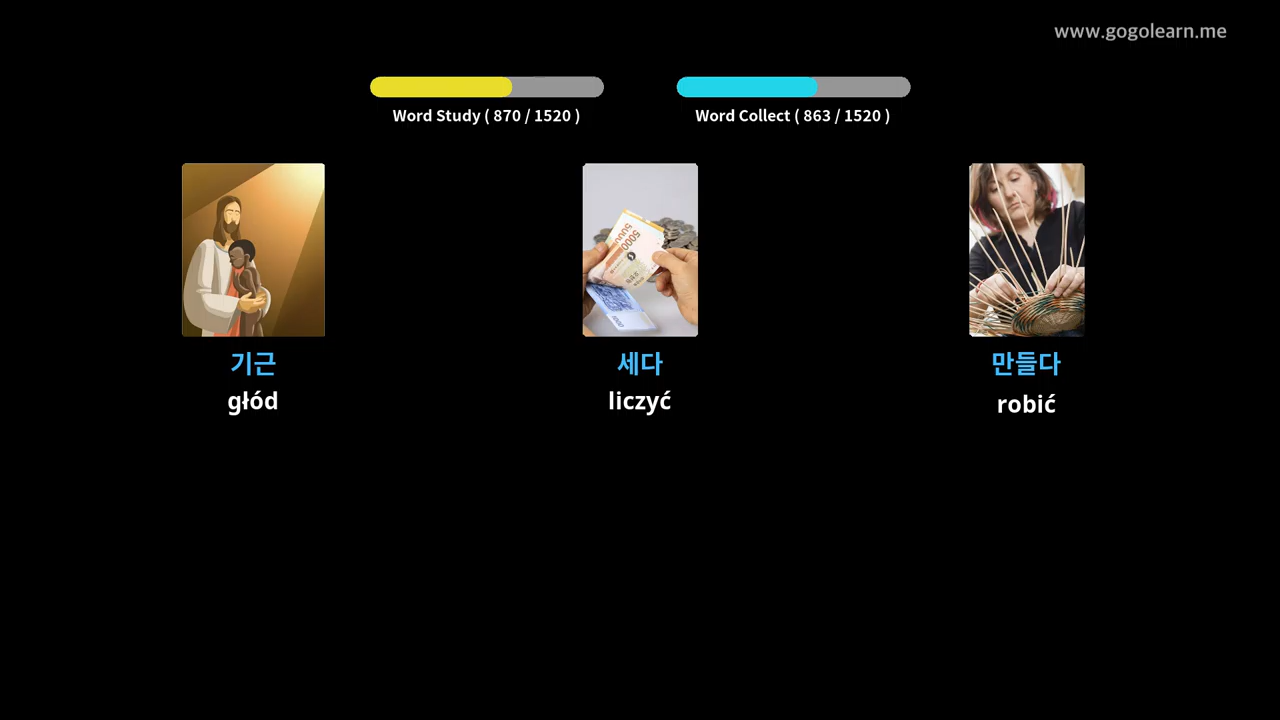 www.gogolearn.me
Word Study ( 870 / 1520 )
Word Collect ( 863 / 1520 )
기근
głód
세다
liczyć
만들다
robić